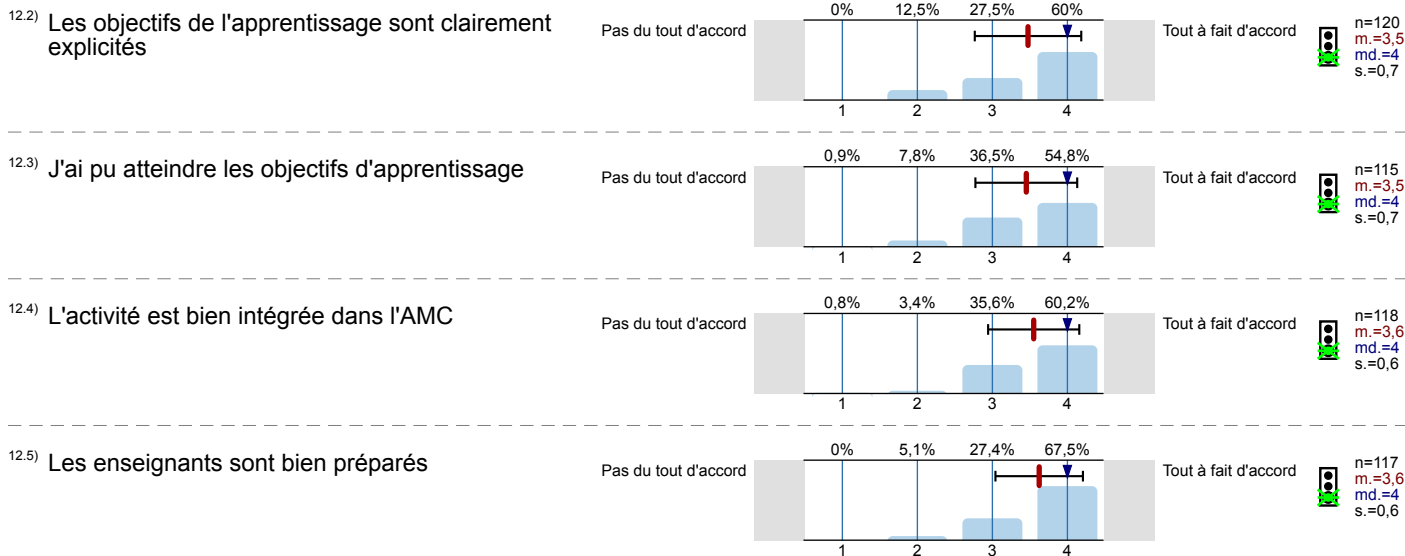 12.2) Les objectifs de l'apprentissage sont clairement
explicités
Pas du tout d'accord
0% 12,5% 27,5% 60%
1 2 3 4
Tout à fait d'accord
n=120
m.=3,5
md.=4
s.=0,7
12.3) J'ai pu atteindre les objectifs d'apprentissage
Pas du tout d'accord
0,9% 7,8% 36,5% 54,8%
1 2 3 4
Tout à fait d'accord
n=115
m.=3,5
md.=4
s.=0,7
12.4) L'activité est bien intégrée dans l'AMC
Pas du tout d'accord
0,8% 3,4% 35,6% 60,2%
1 2 3 4
Tout à fait d'accord
n=118
m.=3,6
md.=4
s.=0,6
12.5) Les enseignants sont bien préparés
Pas du tout d'accord
0% 5,1% 27,4% 67,5%
1 2 3 4
Tout à fait d'accord
n=117
m.=3,6
md.=4
s.=0,6